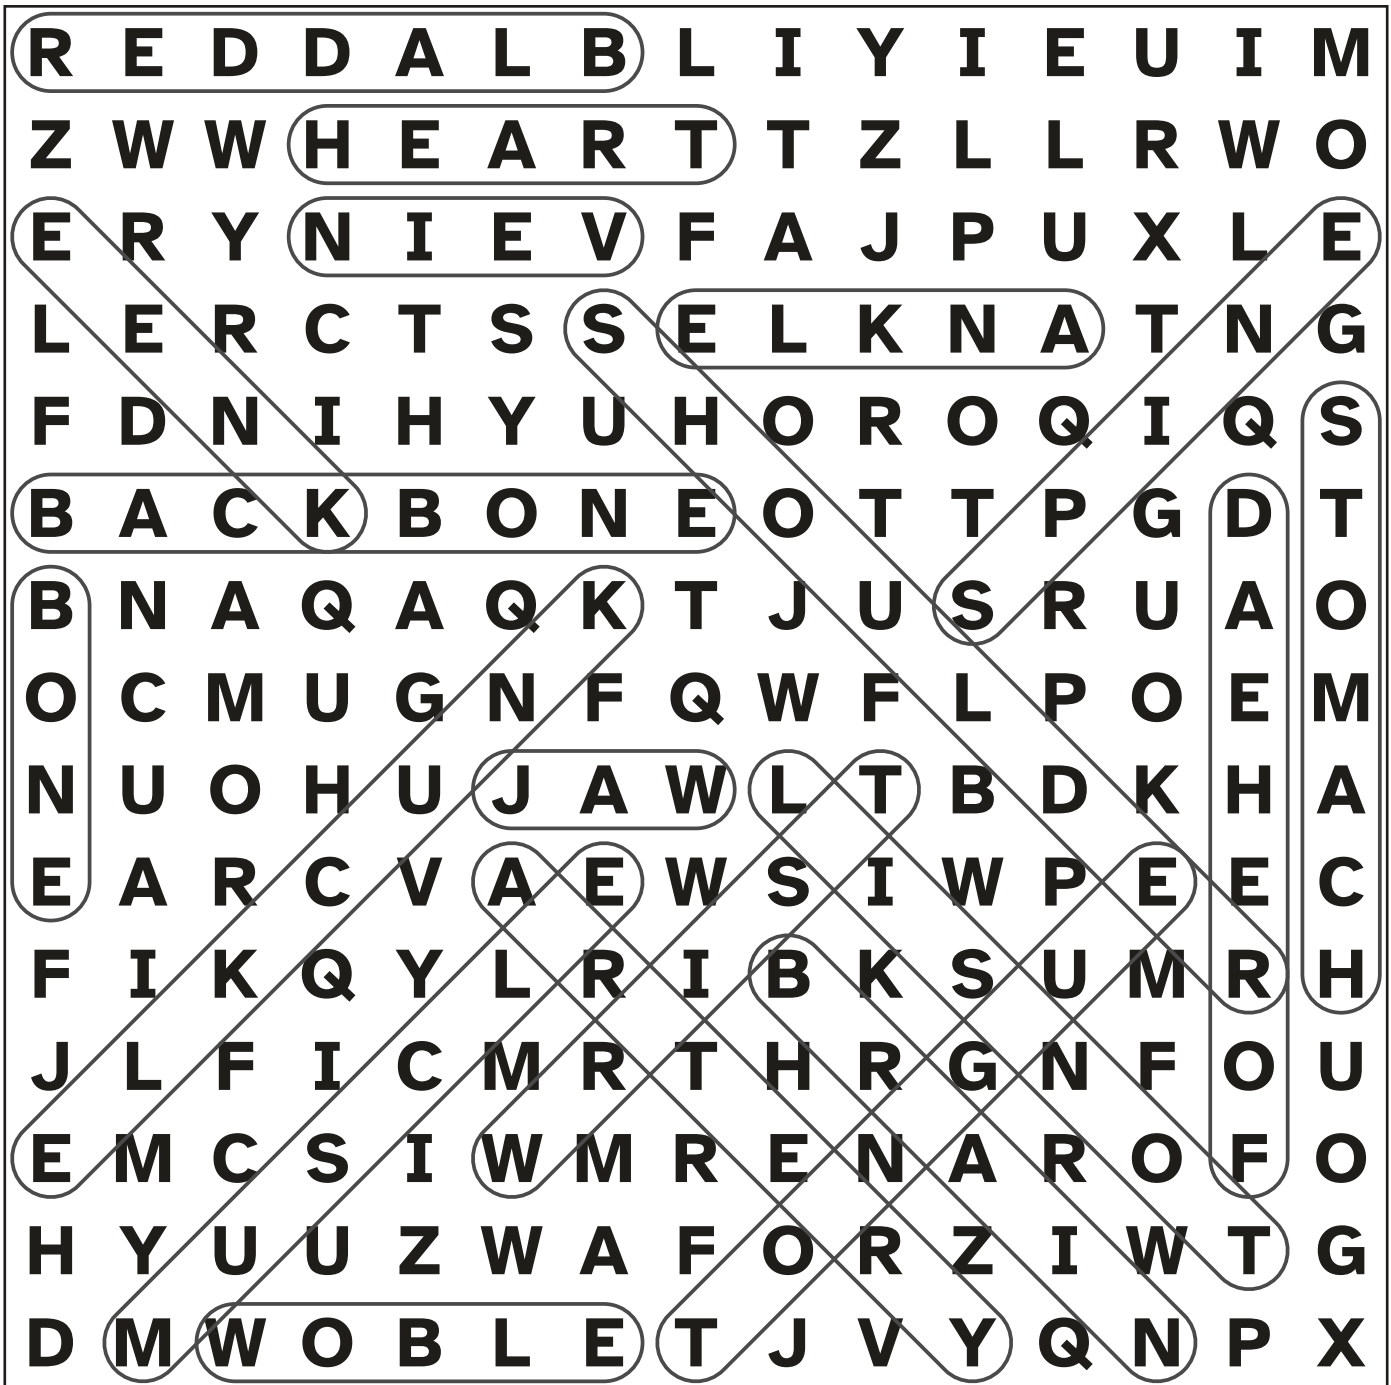 R E D D A L B L I Y I E U I M
Z W W H E A R T T Z L L R W O
E R Y N I E V F A J P U X L E
L E R C T S S E L K N A T N G
F D N I H Y U H O R O Q I Q S
B A C K B O N E O T T P G D T
B N A Q A Q K T J U S R U A O
O C M U G N F Q W F L P O E M
N U O H U J A W L T B D K H A
E A R C V A E W S I W P E E C
F I K Q Y L R I B K S U M R H
J L F I C M R T H R G N F O U
E M C S I W M R E N A R O F O
H Y U U Z W A F O R Z I W T G
D M W O B L E T J V Y Q N P X